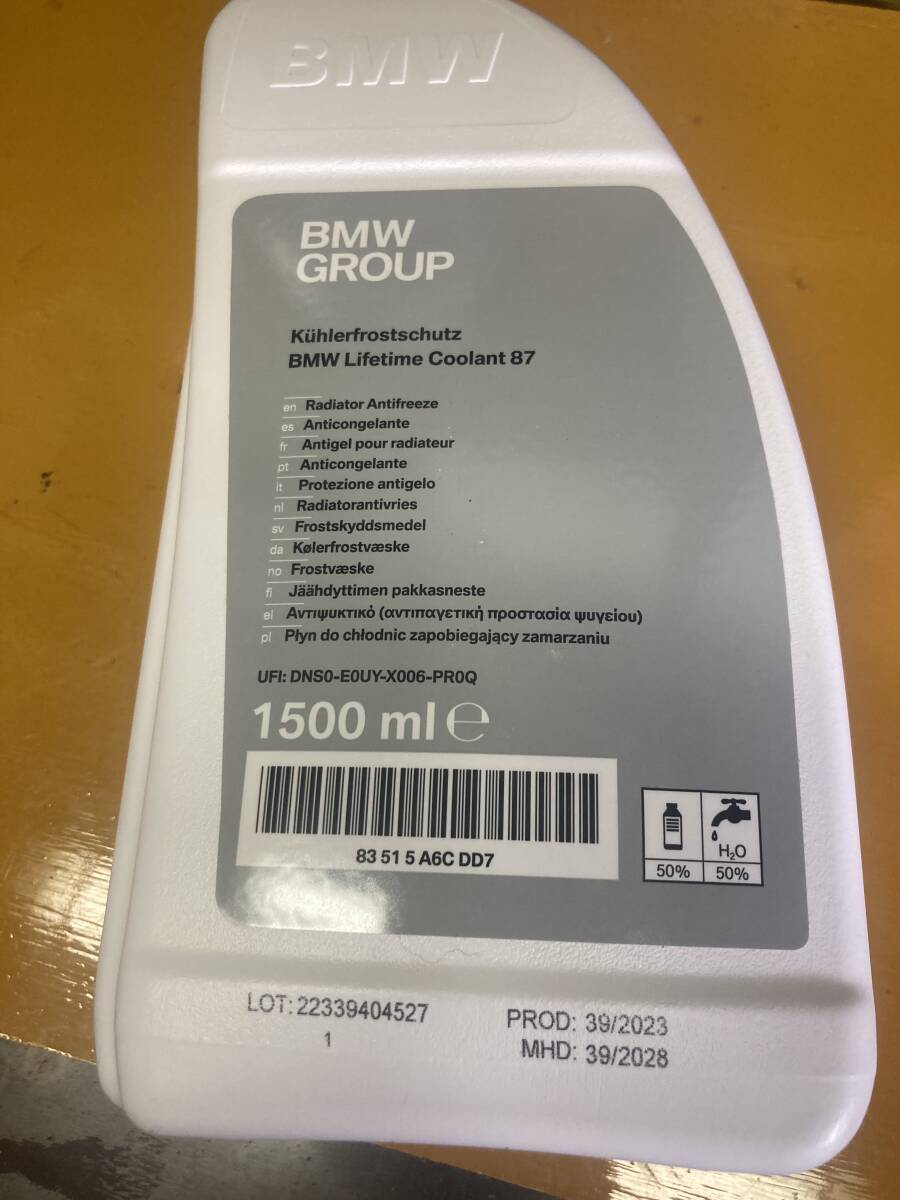 BMW
BMW
GROUP
Kühlerfrostschutz
BMW Lifetime Coolant 87
en Radiator Antifreeze
es Anticongelante
fr Antigel pour radiateur
pt Anticongelante
it Protezione antigelo
nl Radiatorantivries
sv Frostskyddsmedel
da Kølerfrostvæske
no Frostvæske
fi Jäähdyttimen pakkasneste
el Αντιψυκτικό (αντιπαγετική προστασία ψυγείου)
pl Płyn do chłodnic zapobiegający zamarzaniu
UFI: DNS0-E0UY-X006-PR0Q
1500 ml ℮
83 51 5 A6C DD7
H₂O
50% 50%
LOT: 22339404527
1
PROD: 39/2023
MHD: 39/2028